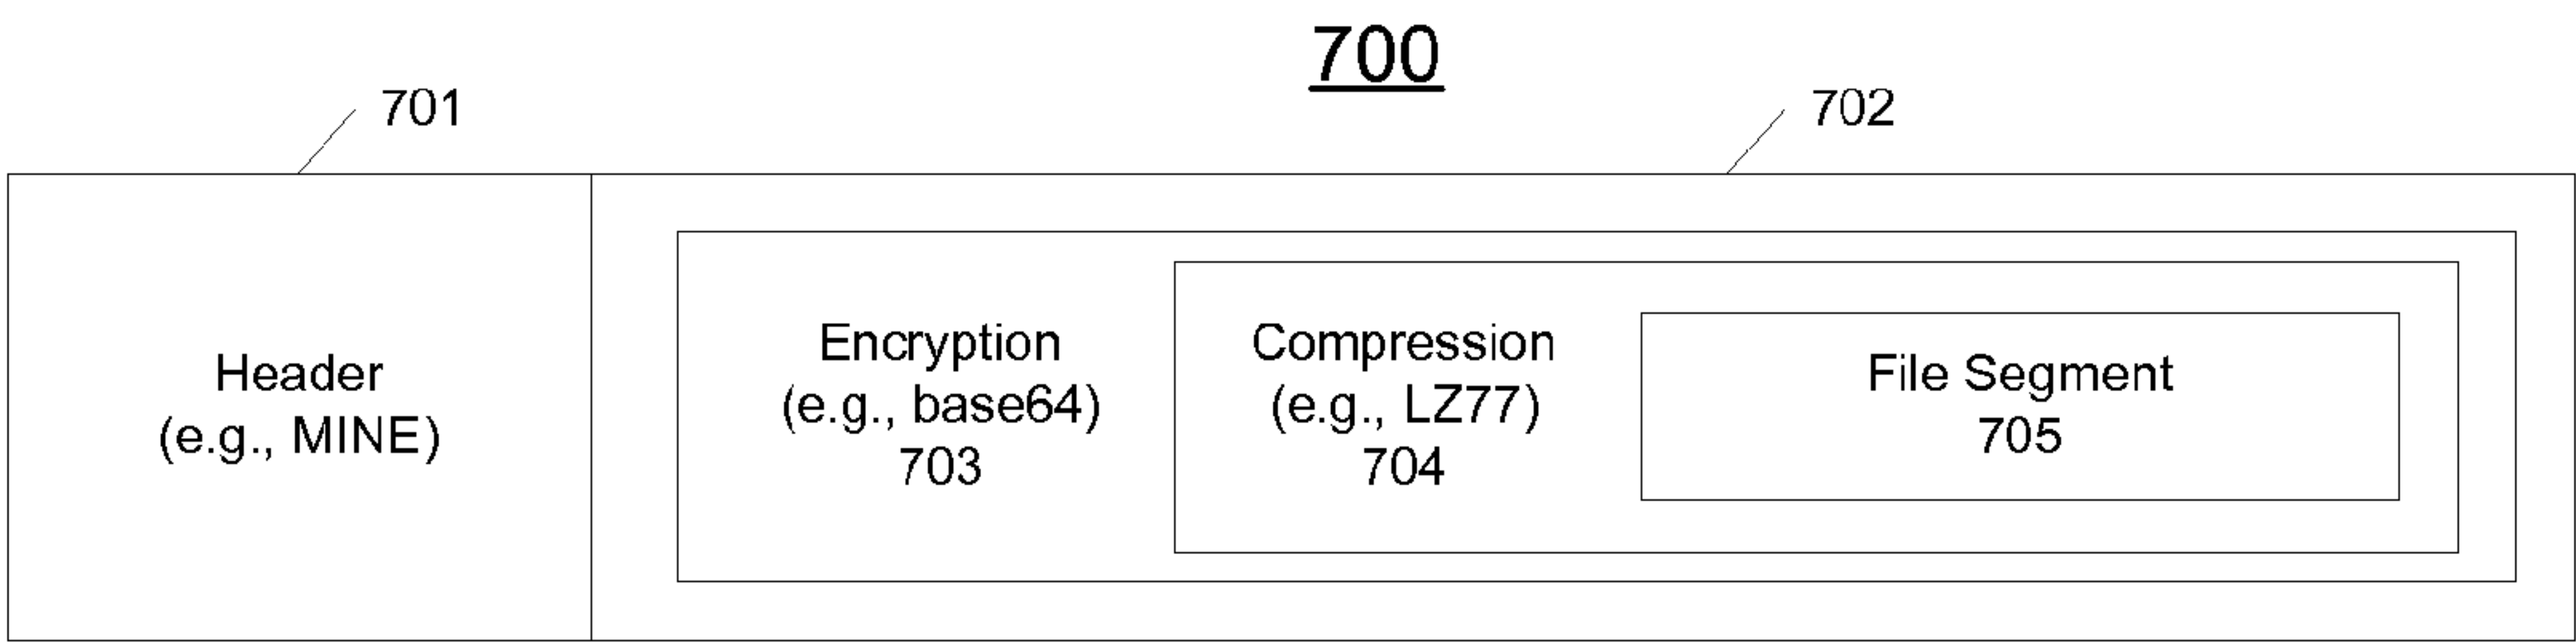 700
701
702
Header
(e.g., MINE)
Encryption
(e.g., base64)
703
Compression
(e.g., LZ77)
704
File Segment
705